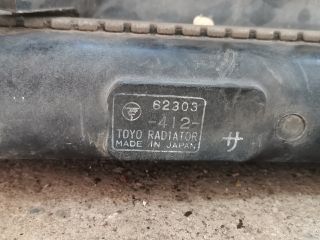 62303
-412-
TOYO RADIATOR
MADE IN JAPAN
サ